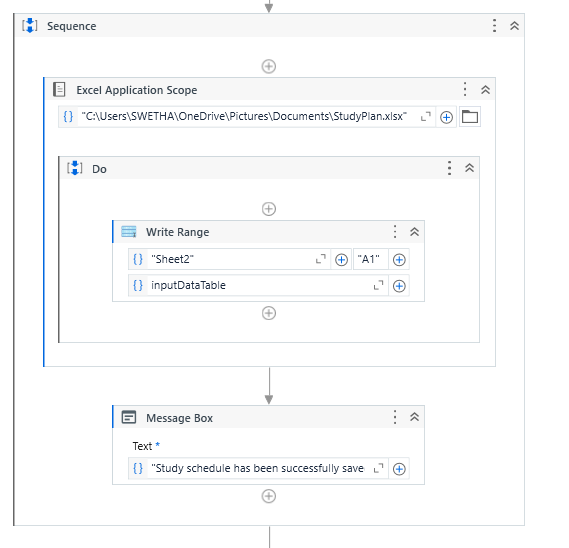 Sequence
Excel Application Scope
"C:\Users\SWETHA\OneDrive\Pictures\Documents\StudyPlan.xlsx"
Do
Write Range
"Sheet2" "A1"
inputDataTable
Message Box
Text *
"Study schedule has been successfully save